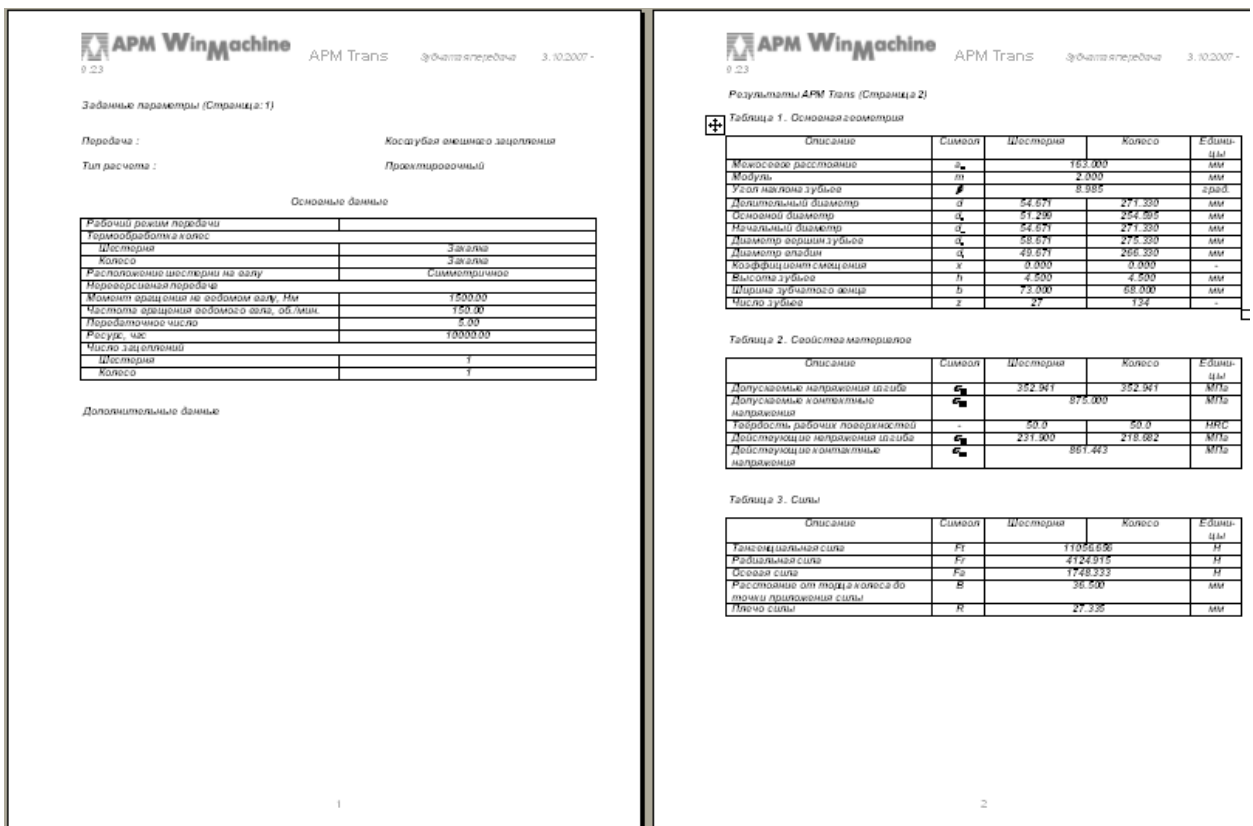 APM WinMachine APM Trans Зубчатая передача 3.10.2007 -
9:23
Заданные параметры (Страница: 1)
Передача : Косозубая внешнего зацепления
Тип расчета : Проектировочный
Основные данные
Рабочий режим передачи
Термообработка колес
Шестерня Закалка
Колесо Закалка
Расположение шестерни на валу Симметричное
Нереверсивная передача
Момент вращения на ведомом валу, Нм 1500.00
Частота вращения ведомого вала, об./мин. 150.00
Передаточное число 5.00
Ресурс, час 10000.00
Число зацеплений
Шестерня 1
Колесо 1
Дополнительные данные
1
APM WinMachine APM Trans Зубчатая передача 3.10.2007 -
9:23
Результаты APM Trans (Страница 2)
Таблица 1. Основная геометрия
Описание Символ Шестерня Колесо Едини-
цы
Межосевое расстояние a 163.000 мм
Модуль m 2.000 мм
Угол наклона зубьев 8.985 град.
Делительный диаметр d 54.671 271.330 мм
Основной диаметр d 51.299 254.595 мм
Начальный диаметр d 54.671 271.330 мм
Диаметр вершин зубьев d 58.671 275.330 мм
Диаметр впадин d 49.671 266.330 мм
Коэффициент смещения x 0.000 0.000 -
Высота зубьев h 4.500 4.500 мм
Ширина зубчатого венца b 73.000 68.000 мм
Число зубьев z 27 134 -
Таблица 2. Свойства материалов
Описание Символ Шестерня Колесо Едини-
цы
Допускаемые напряжения изгиба σ 352.941 352.941 МПа
Допускаемые контактные σ 875.000 МПа
напряжения
Твёрдость рабочих поверхностей - 50.0 50.0 HRC
Действующие напряжения изгиба σ 231.900 218.682 МПа
Действующие контактные σ 861.443 МПа
напряжения
Таблица 3. Силы
Описание Символ Шестерня Колесо Едини-
цы
Тангенциальная сила Ft 11056.656 Н
Радиальная сила Fr 4124.915 Н
Осевая сила Fa 1748.333 Н
Расстояние от торца колеса до B 36.500 мм
точки приложения силы
Плечо силы R 27.335 мм
2